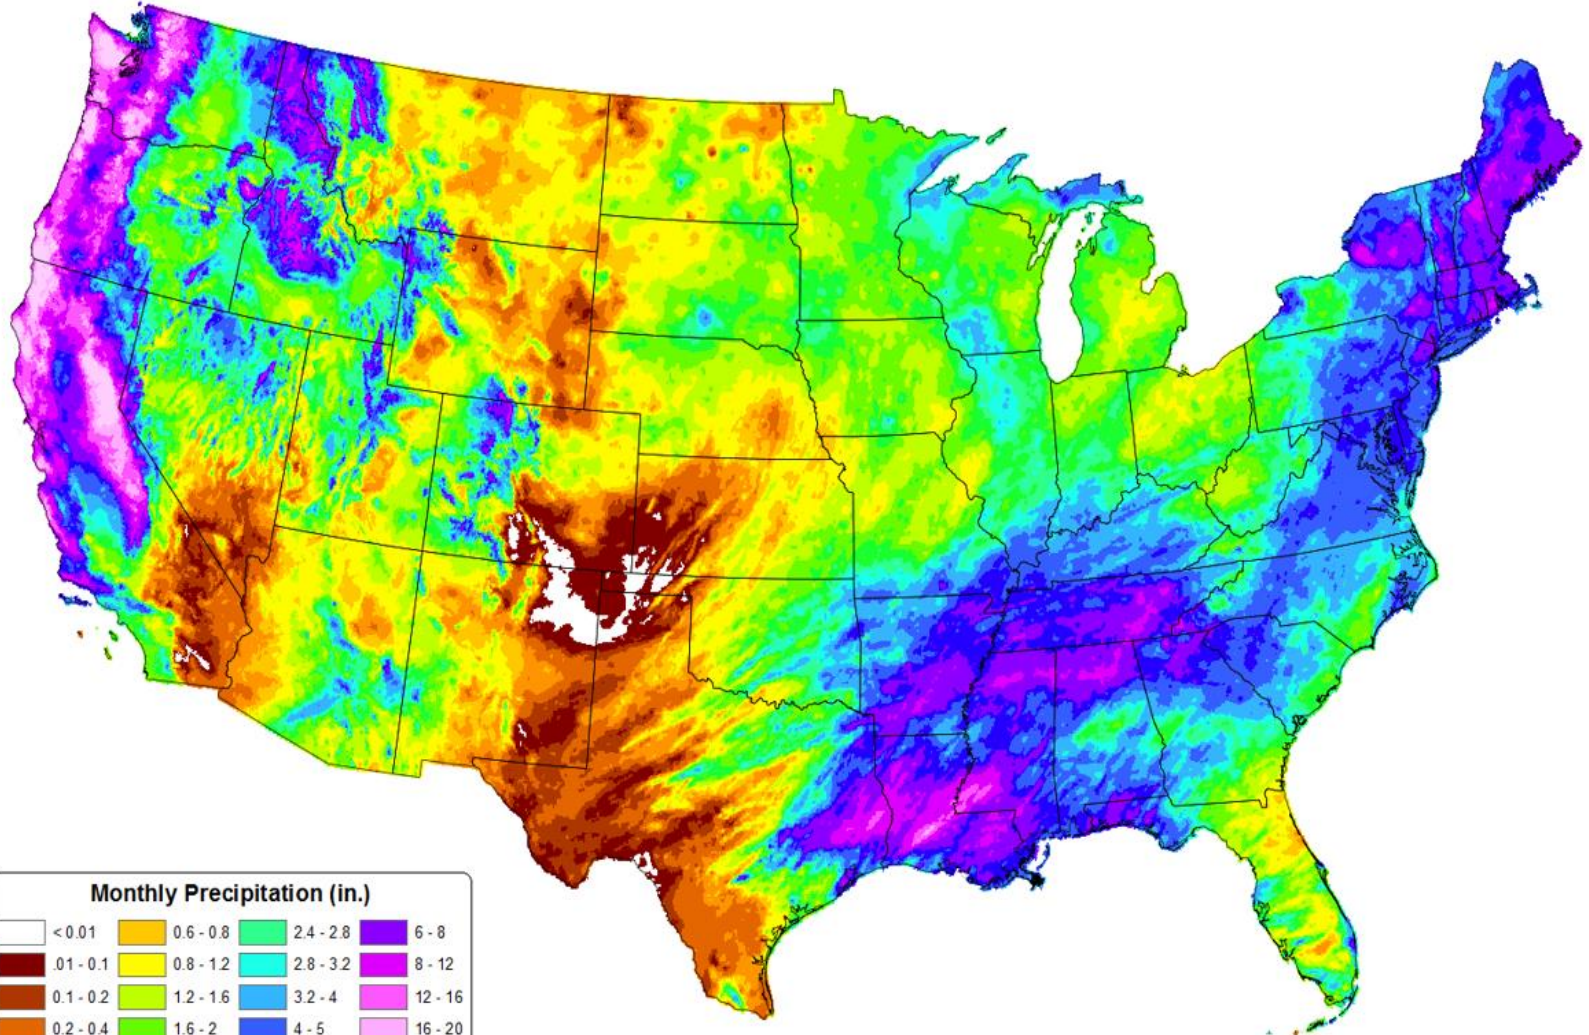 Monthly Precipitation (in.)
< 0.01 0.6 - 0.8 2.4 - 2.8 6 - 8
.01 - 0.1 0.8 - 1.2 2.8 - 3.2 8 - 12
0.1 - 0.2 1.2 - 1.6 3.2 - 4 12 - 16
0.2 - 0.4 1.6 - 2 4 - 5 16 - 20